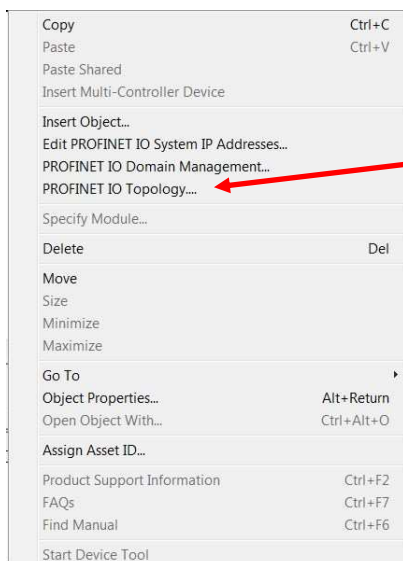 Copy Ctrl+C
Paste Ctrl+V
Paste Shared
Insert Multi-Controller Device
Insert Object...
Edit PROFINET IO System IP Addresses...
PROFINET IO Domain Management...
PROFINET IO Topology....
Specify Module...
Delete Del
Move
Size
Minimize
Maximize
Go To
Object Properties... Alt+Return
Open Object With... Ctrl+Alt+O
Assign Asset ID...
Product Support Information Ctrl+F2
FAQs Ctrl+F7
Find Manual Ctrl+F6
Start Device Tool